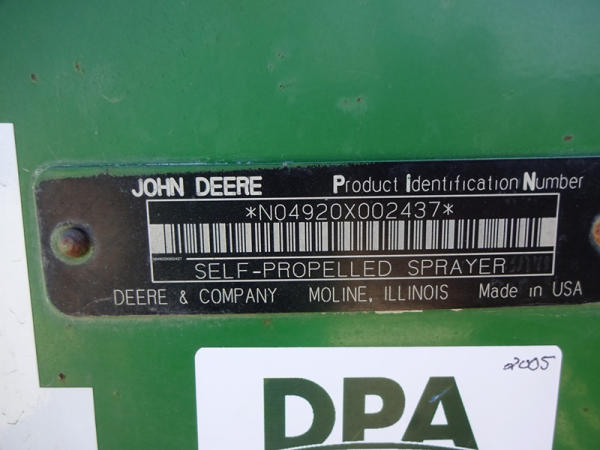 JOHN DEERE Product Identification Number
*N04920X002437*
SELF-PROPELLED SPRAYER
DEERE & COMPANY MOLINE, ILLINOIS Made in USA
2005
DPA